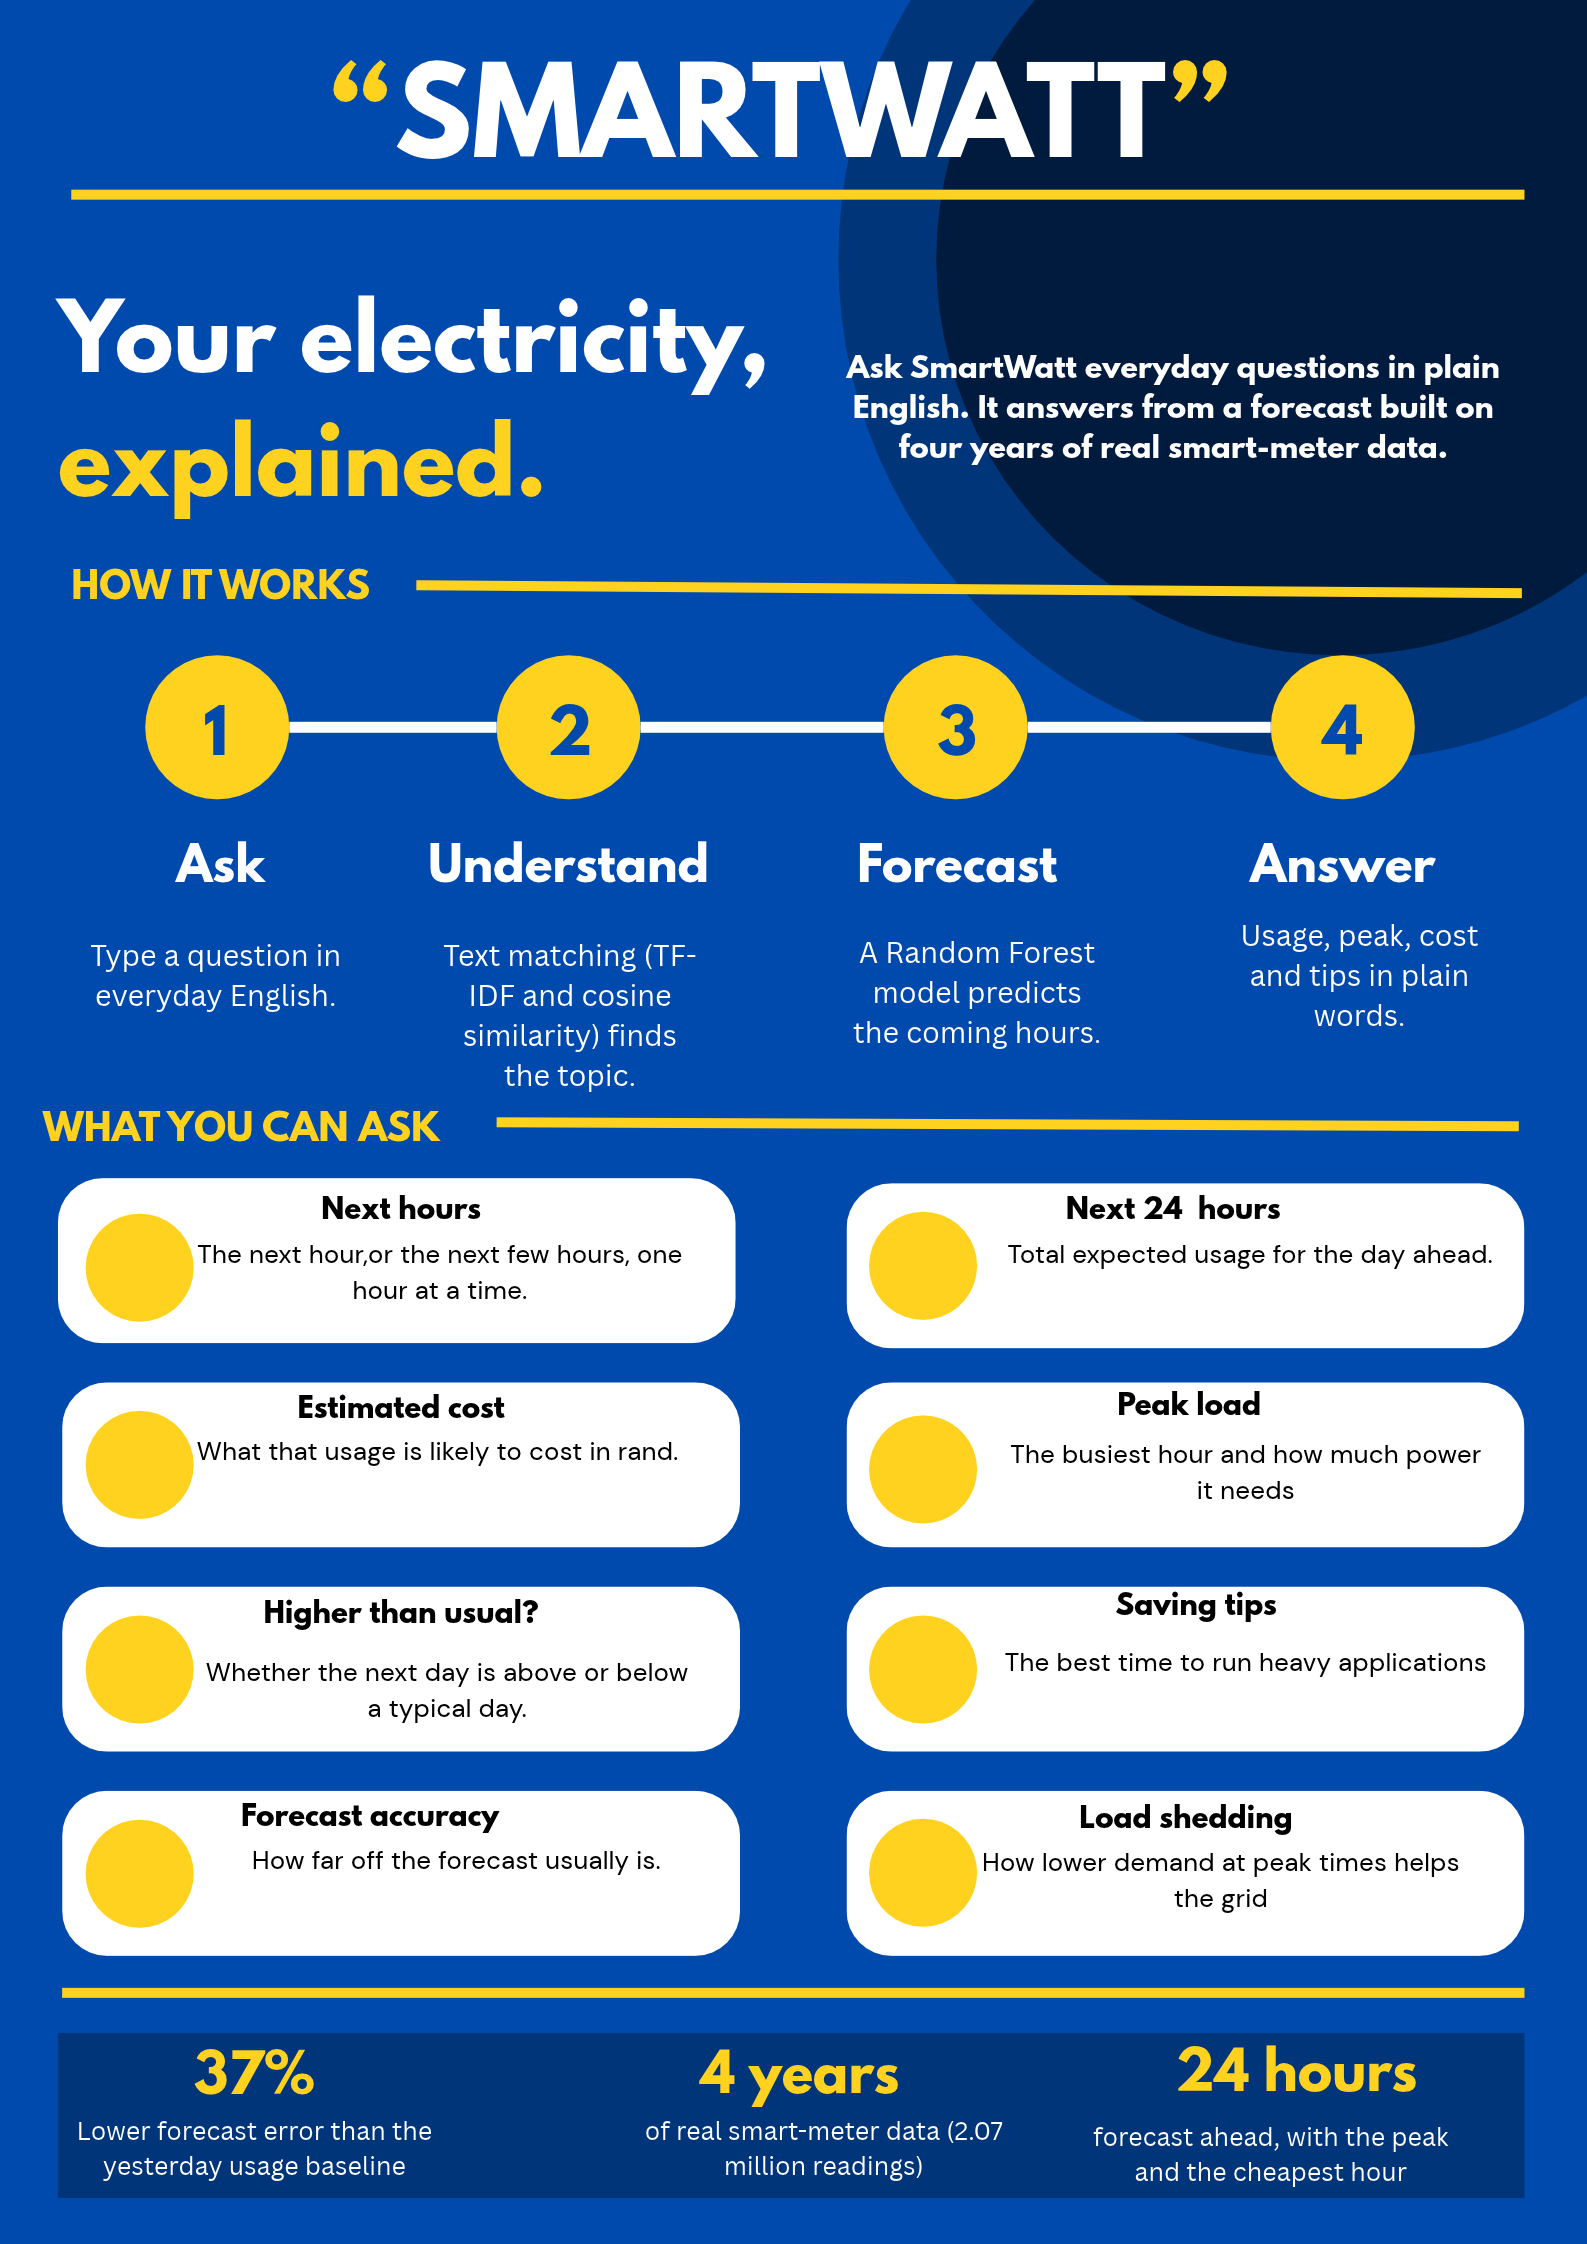 “SMARTWATT”
Your electricity,
explained.
Ask SmartWatt everyday questions in plain
English. It answers from a forecast built on
four years of real smart-meter data.
HOW IT WORKS
1
2
3
4
Ask
Understand
Forecast
Answer
Type a question in
everyday English.
Text matching (TF-
IDF and cosine
similarity) finds
the topic.
A Random Forest
model predicts
the coming hours.
Usage, peak, cost
and tips in plain
words.
WHAT YOU CAN ASK
Next hours
The next hour,or the next few hours, one
hour at a time.
Next 24  hours
Total expected usage for the day ahead.
Estimated cost
What that usage is likely to cost in rand.
Peak load
The busiest hour and how much power
it needs
Higher than usual?
Whether the next day is above or below
a typical day.
Saving tips
The best time to run heavy applications
Forecast accuracy
How far off the forecast usually is.
Load shedding
How lower demand at peak times helps
the grid
37%
Lower forecast error than the
yesterday usage baseline
4 years
of real smart-meter data (2.07
million readings)
24 hours
forecast ahead, with the peak
and the cheapest hour